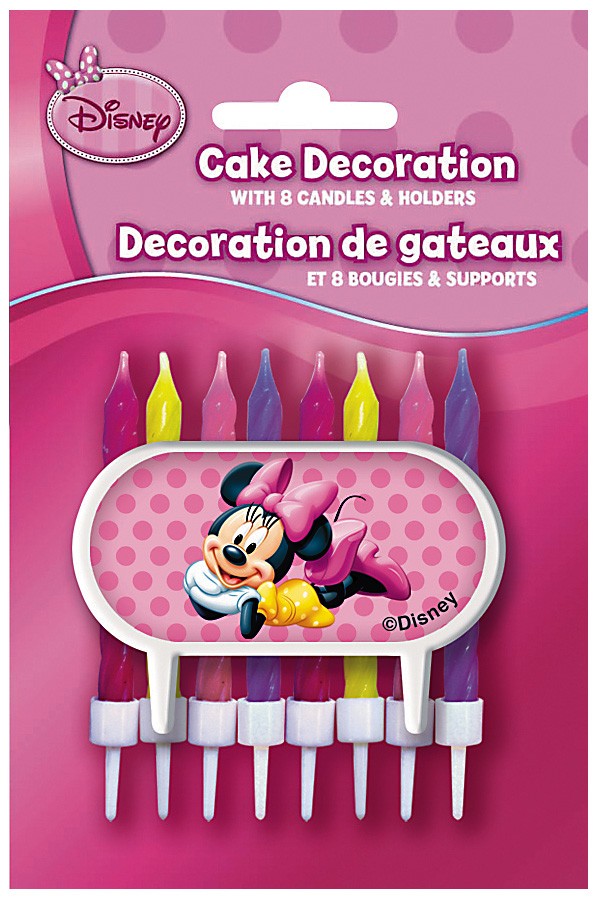 Disney
Cake Decoration
WITH 8 CANDLES & HOLDERS
Decoration de gateaux
ET 8 BOUGIES & SUPPORTS
©Disney